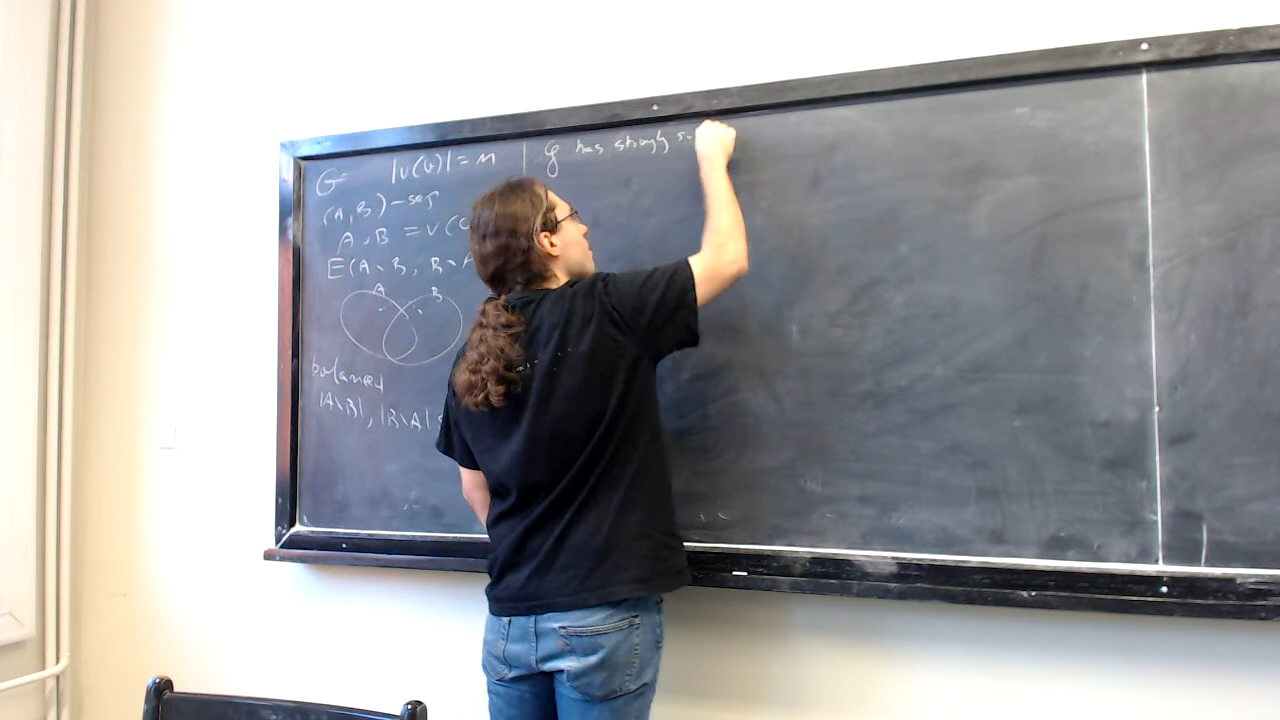 G |V(G)| = n
(A, B) - sep
A ∪ B = V(G
E(A \ B, B \ A
A B
balanced
|A\B|, |B\A| ≤
G has strongly